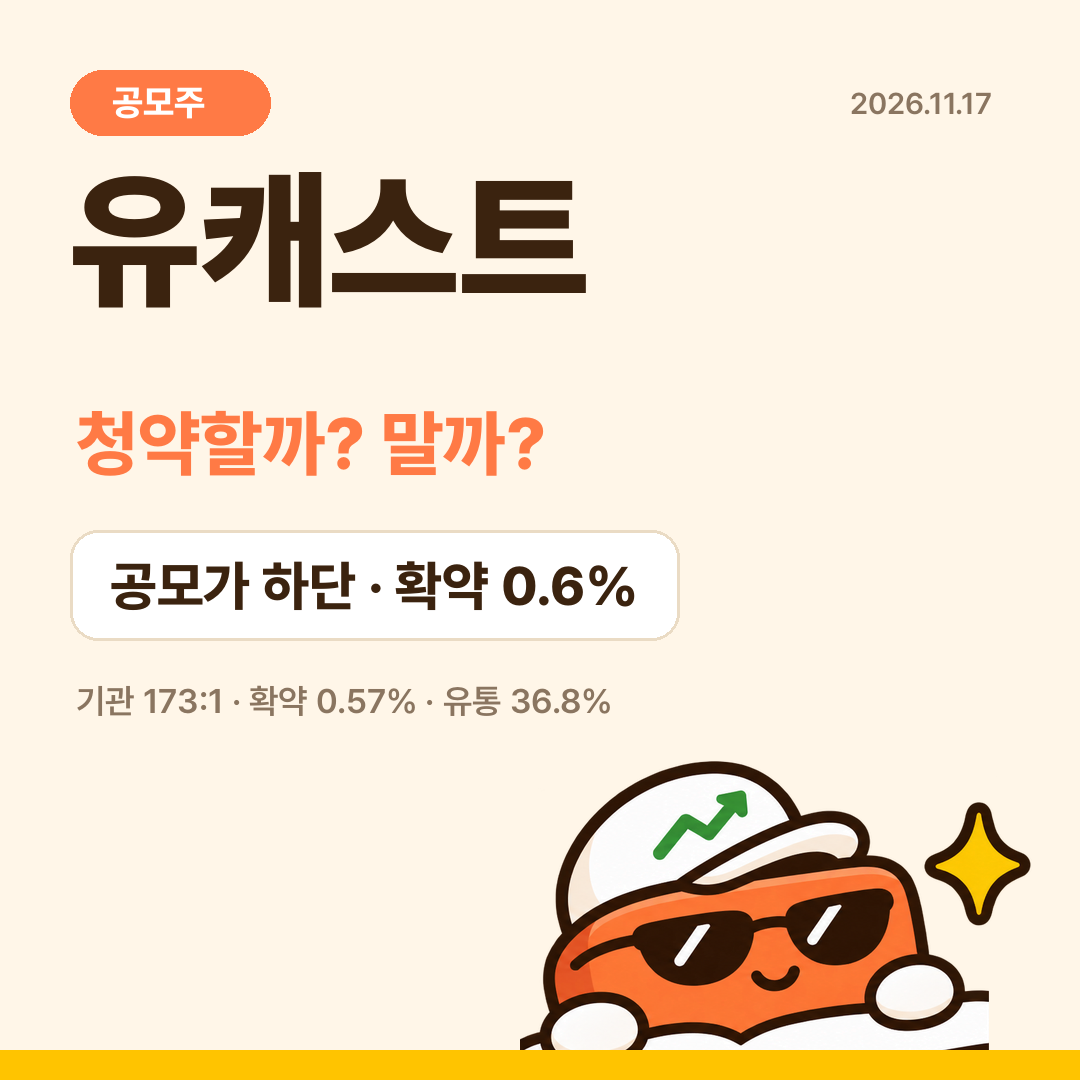 공모주
2026.11.17
유캐스트
청약할까? 말까?
공모가 하단 · 확약 0.6%
기관 173:1 · 확약 0.57% · 유통 36.8%